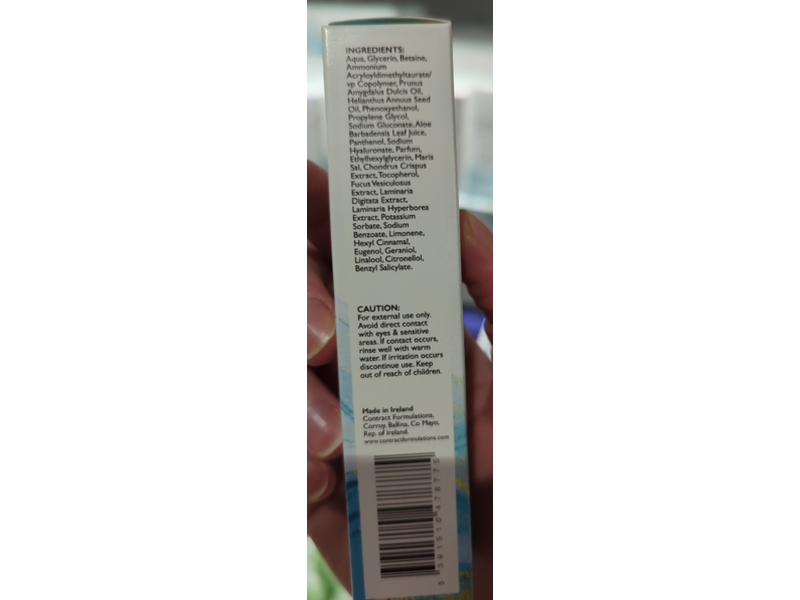 INGREDIENTS:
Aqua, Glycerin, Betaine,
Ammonium
Acryloyldimethyltaurate/
vp Copolymer, Prunus
Amygdalus Dulcis Oil,
Helianthus Annuus Seed
Oil, Phenoxyethanol,
Propylene Glycol,
Sodium Gluconate, Aloe
Barbadensis Leaf Juice,
Panthenol, Sodium
Hyaluronate, Parfum,
Ethylhexylglycerin, Maris
Sal, Chondrus Crispus
Extract, Tocopherol,
Fucus Vesiculotus
Extract, Laminaria
Digitata Extract,
Laminaria Hyperborea
Extract, Potassium
Sorbate, Sodium
Benzoate, Limonene,
Hexyl Cinnamal,
Eugenol, Geraniol,
Linalool, Citronellol,
Benzyl Salicylate.
CAUTION:
For external use only.
Avoid direct contact
with eyes & sensitive
areas. If contact occurs,
rinse well with warm
water. If irritation occurs
discontinue use. Keep
out of reach of children.
Made in Ireland
Contract Formulations,
Corroy, Ballina, Co Mayo,
Rep. of Ireland.
www.contractformulations.com